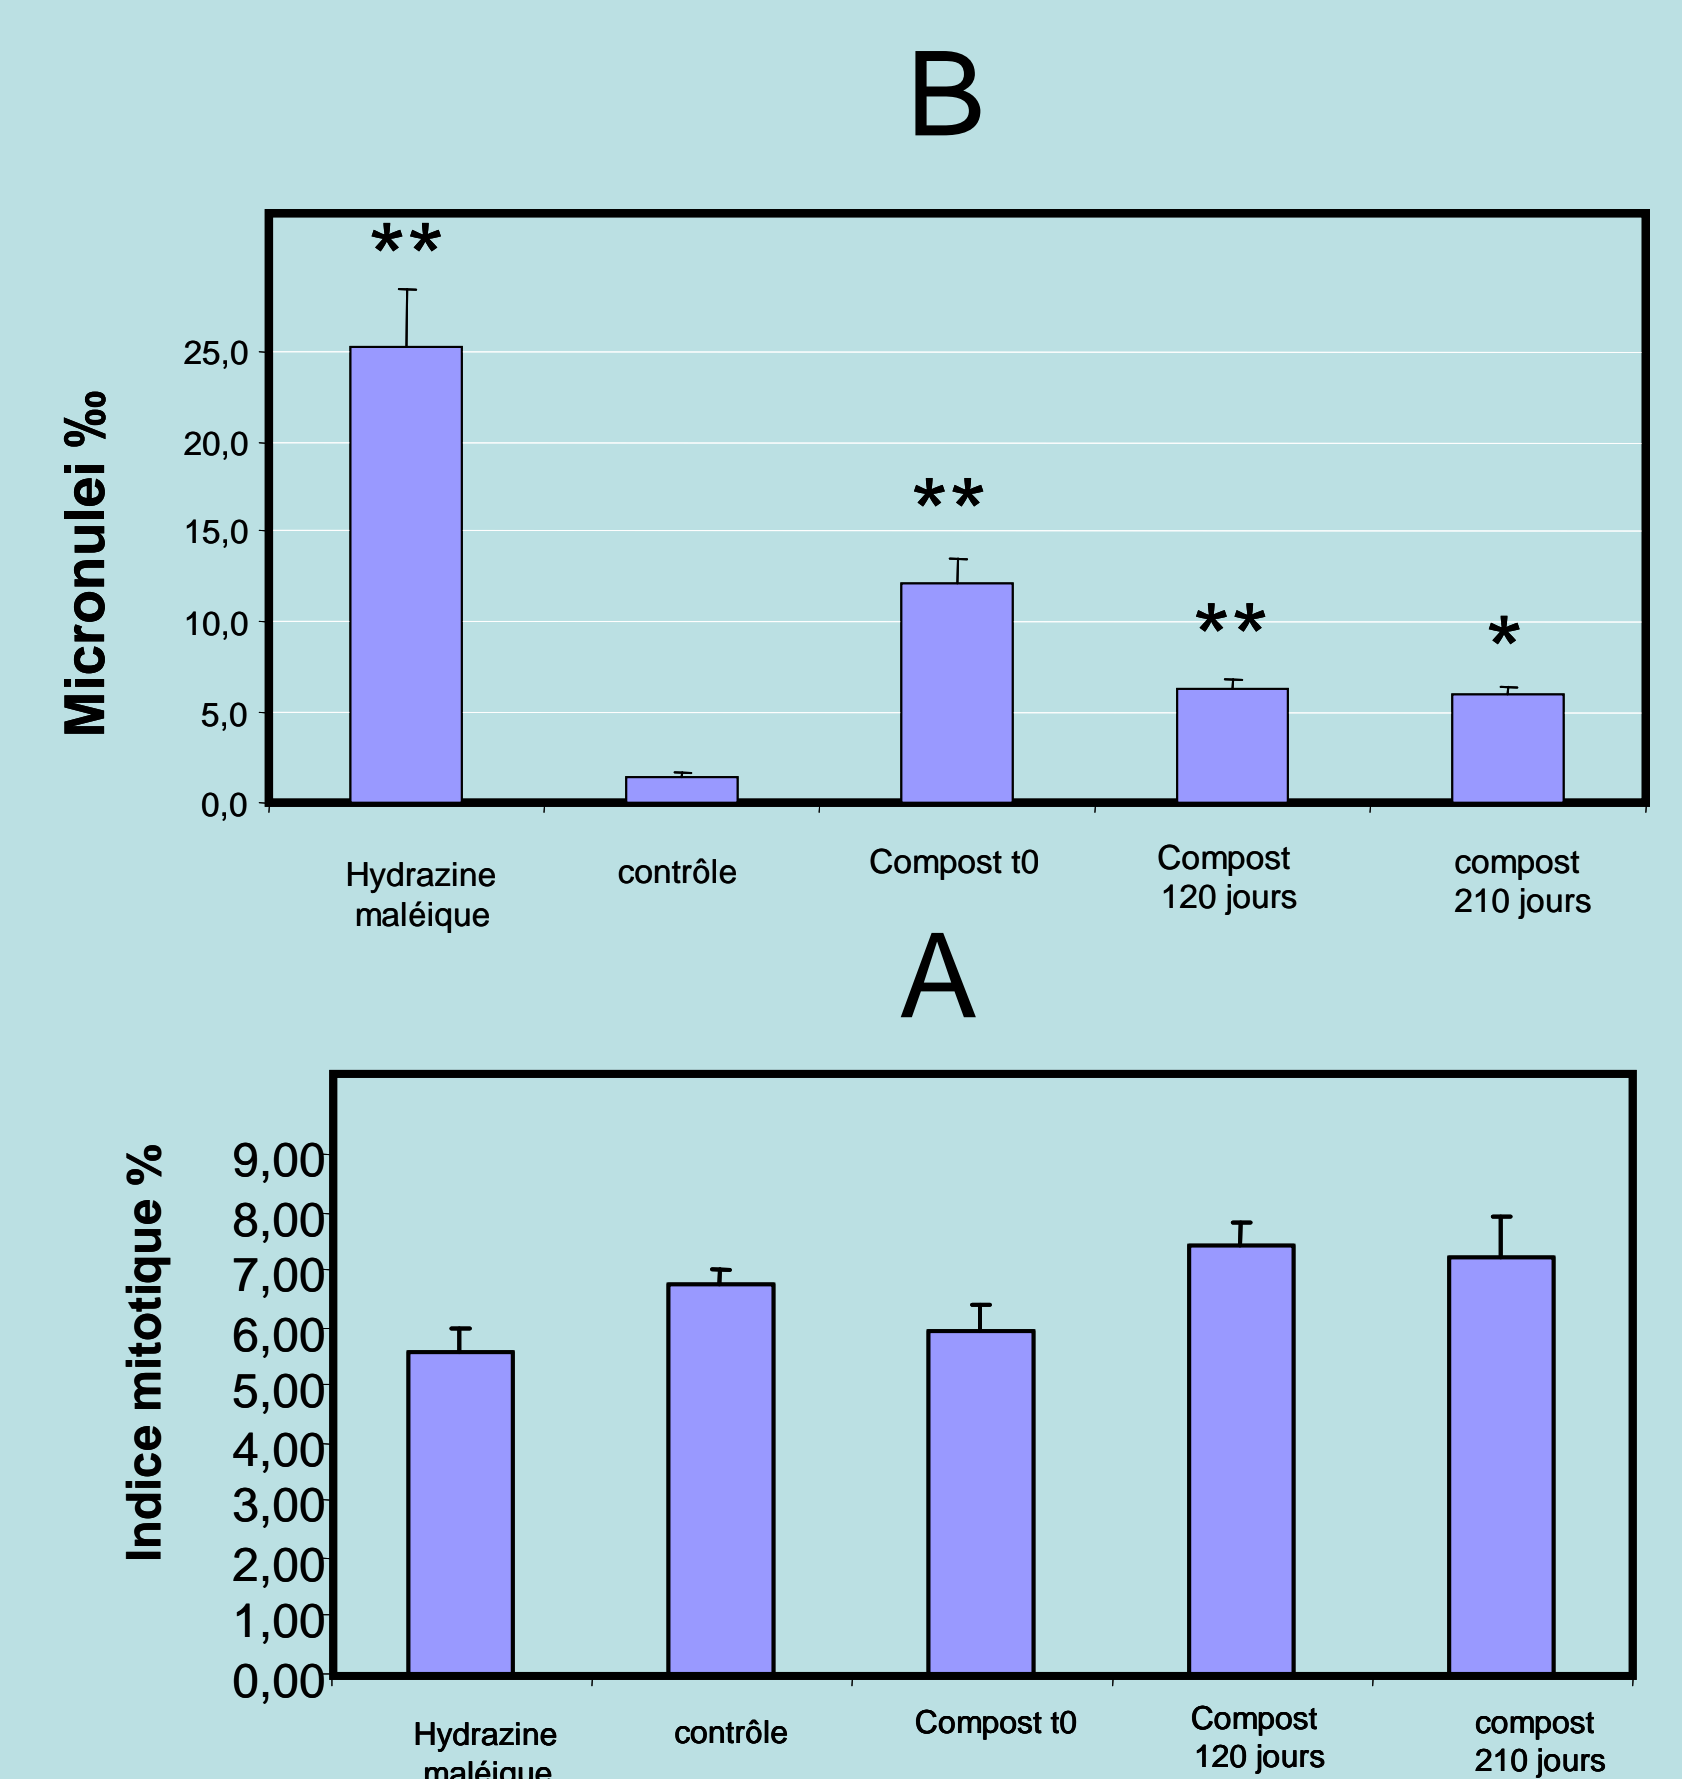 B
**
25,0
20,0
**
15,0
**
10,0
*
5,0
0,0
Micronulei ‰
Hydrazine
maléique
contrôle
Compost t0
Compost
120 jours
compost
210 jours
A
9,00
8,00
7,00
6,00
5,00
4,00
3,00
2,00
1,00
0,00
Indice mitotique %
Hydrazine
maléique
contrôle
Compost t0
Compost
120 jours
compost
210 jours